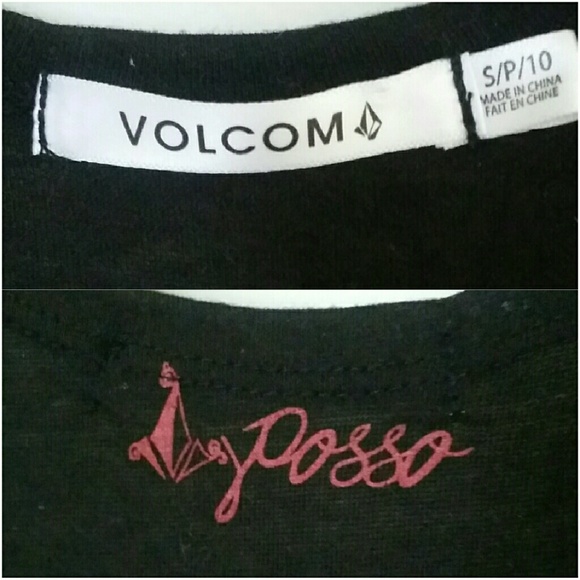 VOLCOM
S/P/10
MADE IN CHINA
FAIT EN CHINE
posso